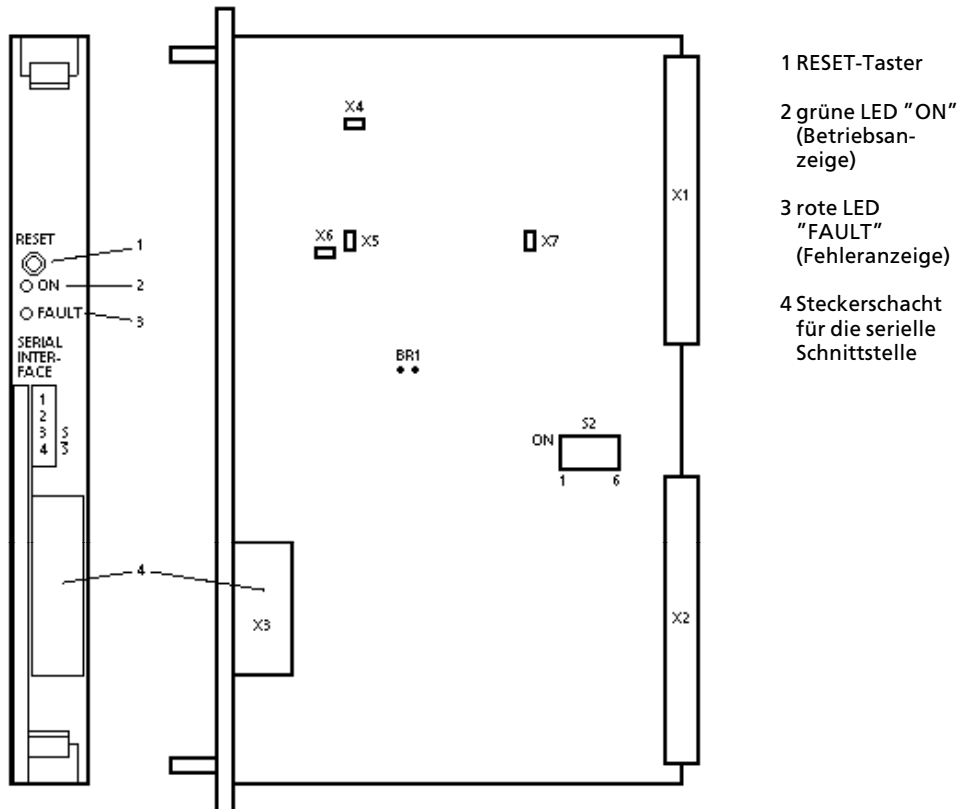 RESET
ON
FAULT
SERIAL
INTER-
FACE
1
2
3
4
S
S
1
2
3
4
X4
X6
X5
X7
BR1
S2
ON
1 6
X3
X1
X2
1 RESET-Taster
2 grüne LED "ON"
(Betriebsan-
zeige)
3 rote LED
"FAULT"
(Fehleranzeige)
4 Steckerschacht
für die serielle
Schnittstelle